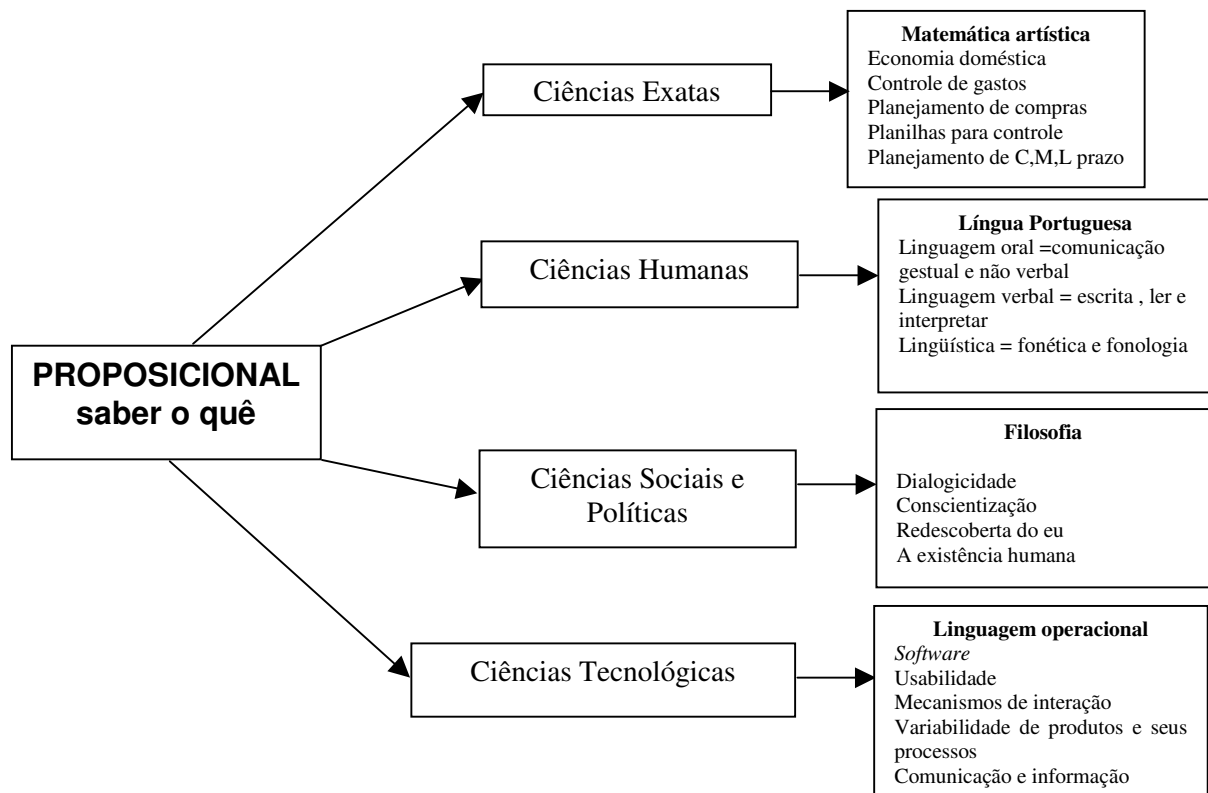 PROPOSICIONAL
saber o quê
Ciências Exatas
Matemática artística
Economia doméstica
Controle de gastos
Planejamento de compras
Planilhas para controle
Planejamento de C,M,L prazo
Ciências Humanas
Língua Portuguesa
Linguagem oral =comunicação
gestual e não verbal
Linguagem verbal = escrita , ler e
interpretar
Lingüística = fonética e fonologia
Ciências Sociais e
Políticas
Filosofia
Dialogicidade
Conscientização
Redescoberta do eu
A existência humana
Ciências Tecnológicas
Linguagem operacional
Software
Usabilidade
Mecanismos de interação
Variabilidade de produtos e seus
processos
Comunicação e informação